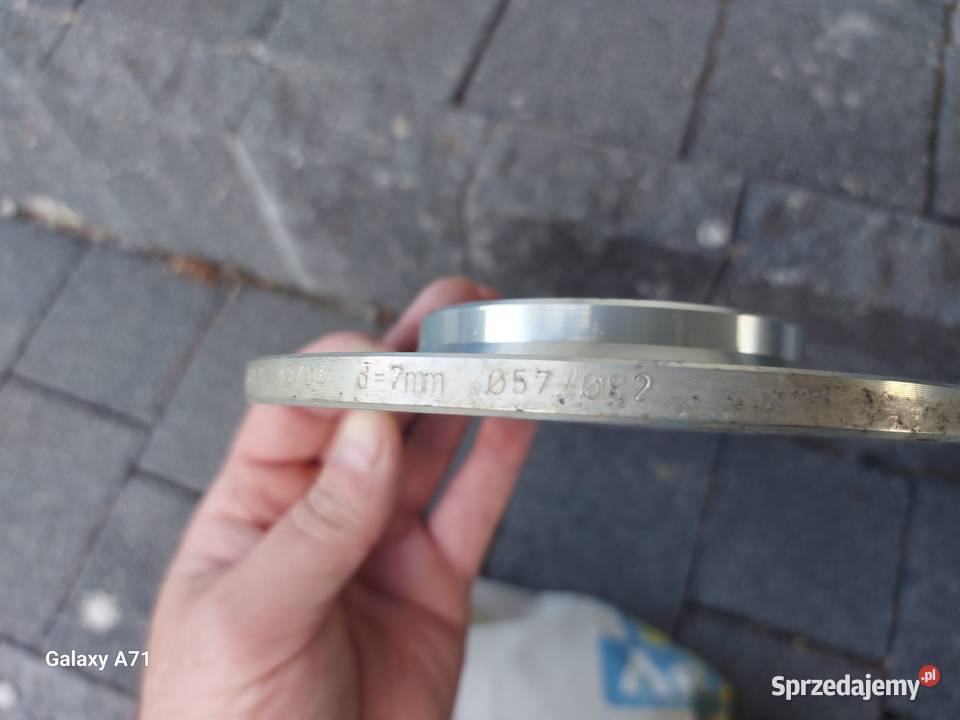 d=7mm Ø57/Ø82
Galaxy A71
Sprzedajemy.pl